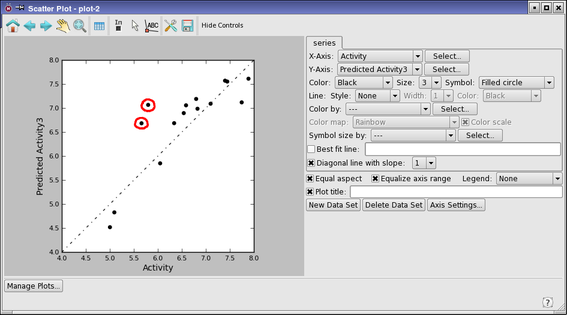 Scatter Plot - plot-2
In
ABC
Hide Controls
series
X-Axis: Activity Select...
Y-Axis: Predicted Activity3 Select...
Color: Black Size: 3 Symbol: Filled circle
Line: Style: None Width: 1 Color: Black
Color by: --- Select...
Color map: Rainbow Color scale
Symbol size by: --- Select...
Best fit line:
Diagonal line with slope: 1
Equal aspect Equalize axis range Legend: None
Plot title:
New Data Set Delete Data Set Axis Settings...
8.0
7.5
7.0
6.5
6.0
5.5
5.0
4.5
4.0
Predicted Activity3
4.0 4.5 5.0 5.5 6.0 6.5 7.0 7.5 8.0
Activity
Manage Plots...
?